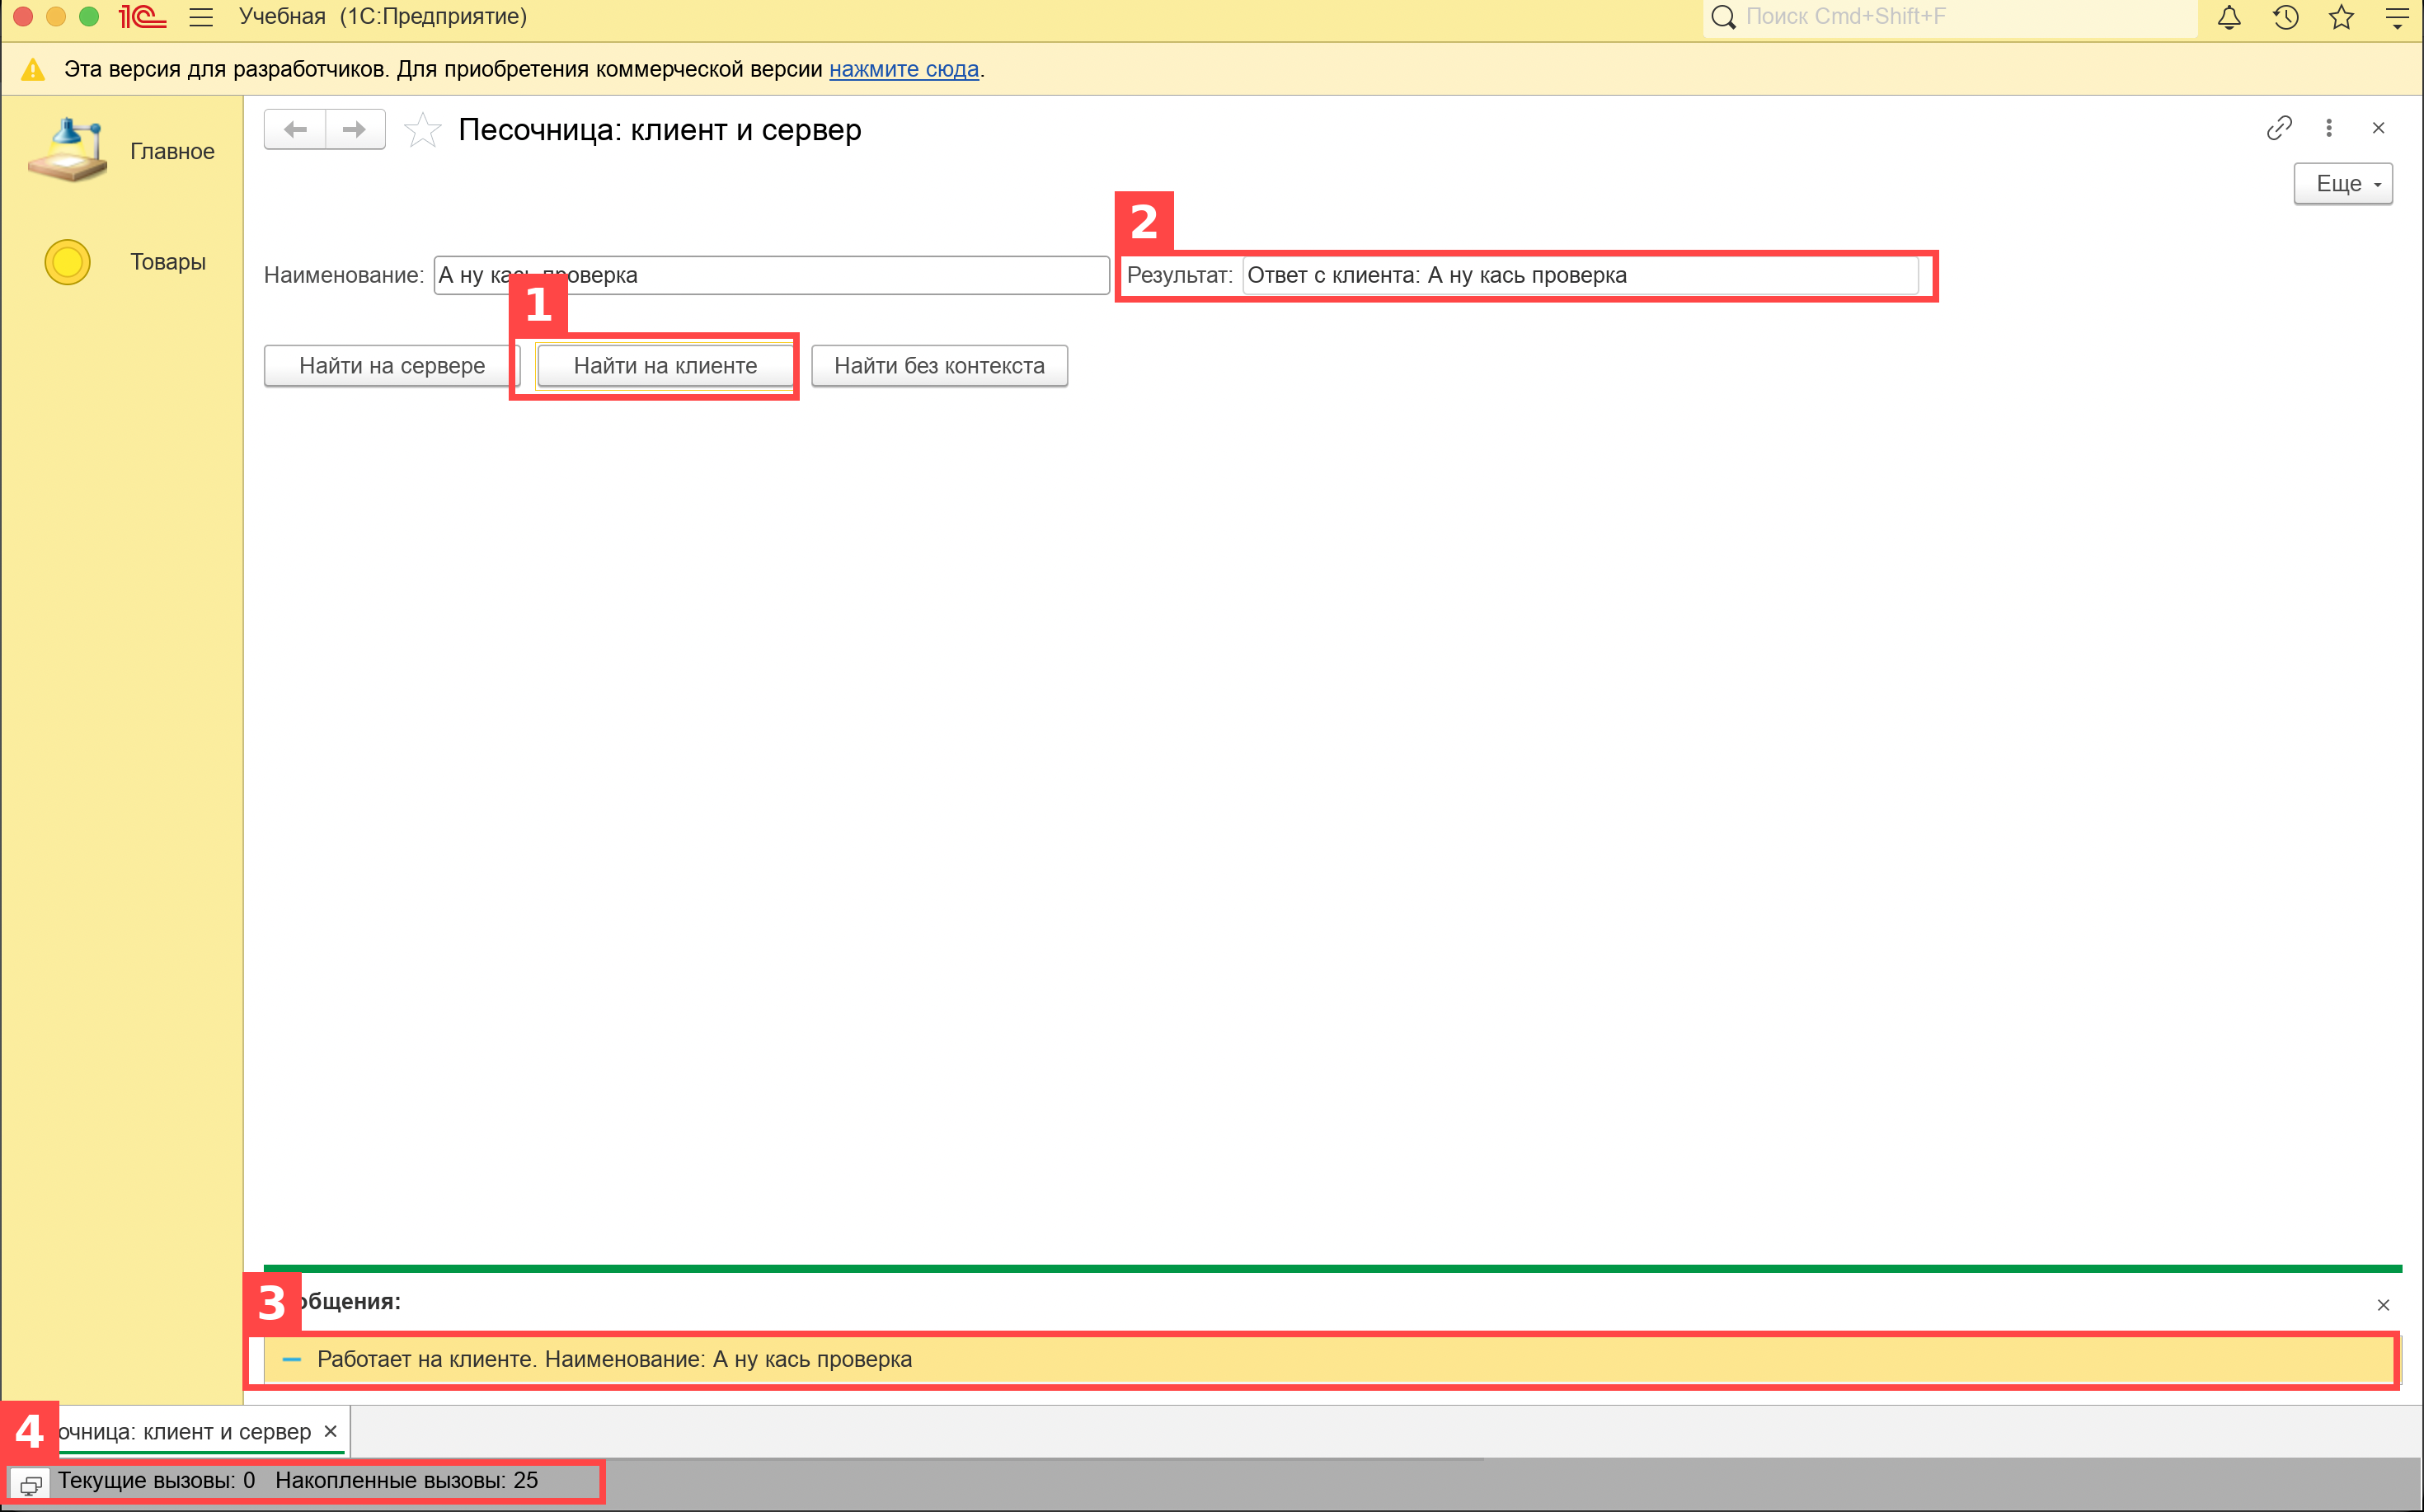 1С Учебная (1С:Предприятие) Поиск Cmd+Shift+F
Эта версия для разработчиков. Для приобретения коммерческой версии нажмите сюда.
Главное
Товары
Песочница: клиент и сервер
Еще
2
Наименование: А ну кась проверка Результат: Ответ с клиента: А ну кась проверка
1
Найти на сервере Найти на клиенте Найти без контекста
3 общения:
Работает на клиенте. Наименование: А ну кась проверка
4 очница: клиент и сервер
Текущие вызовы: 0 Накопленные вызовы: 25